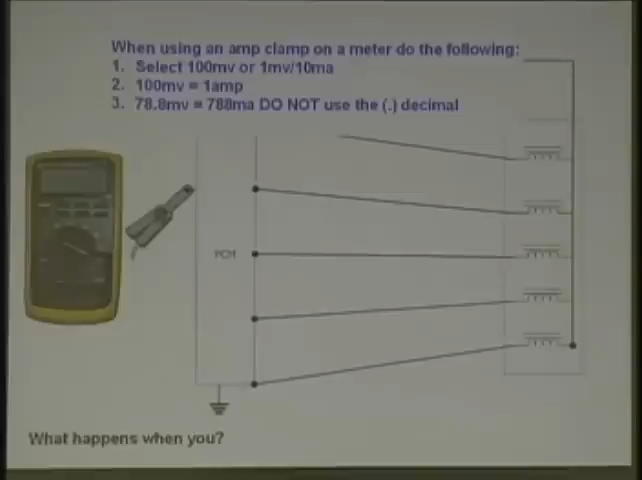 When using an amp clamp on a meter do the following:
1. Select 100mv or 1mv/10ma
2. 100mv = 1amp
3. 78.8mv = 788ma DO NOT use the (.) decimal
PCM
What happens when you?